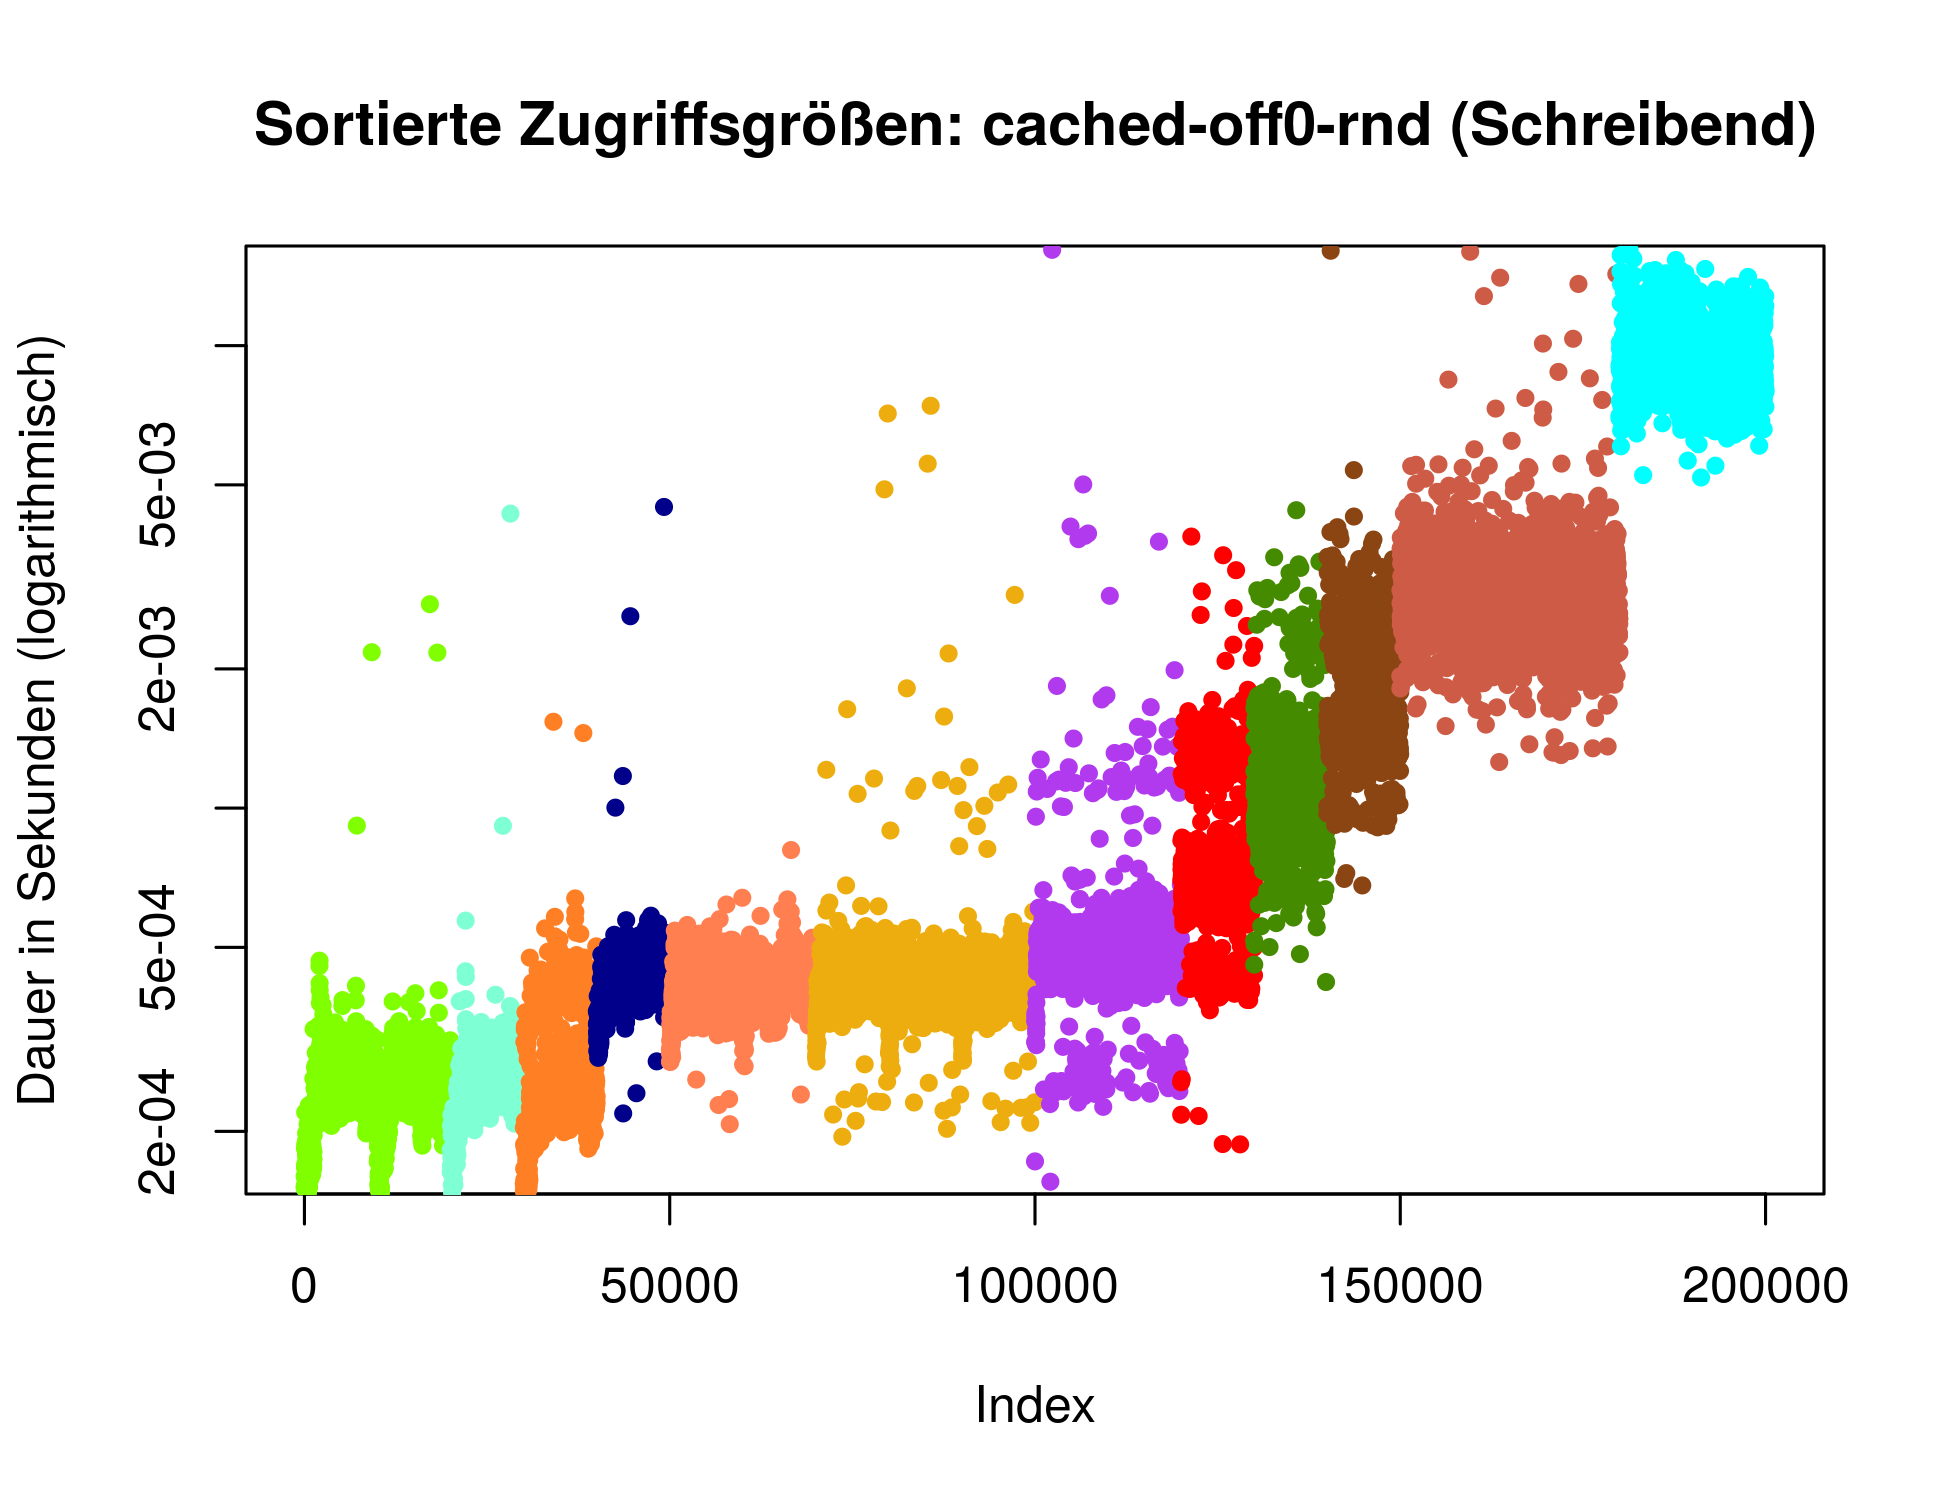 Sortierte Zugriffsgrößen: cached-off0-rnd (Schreibend)
Dauer in Sekunden (logarithmisch)
5e-03
2e-03
5e-04
2e-04
0 50000 100000 150000 200000
Index